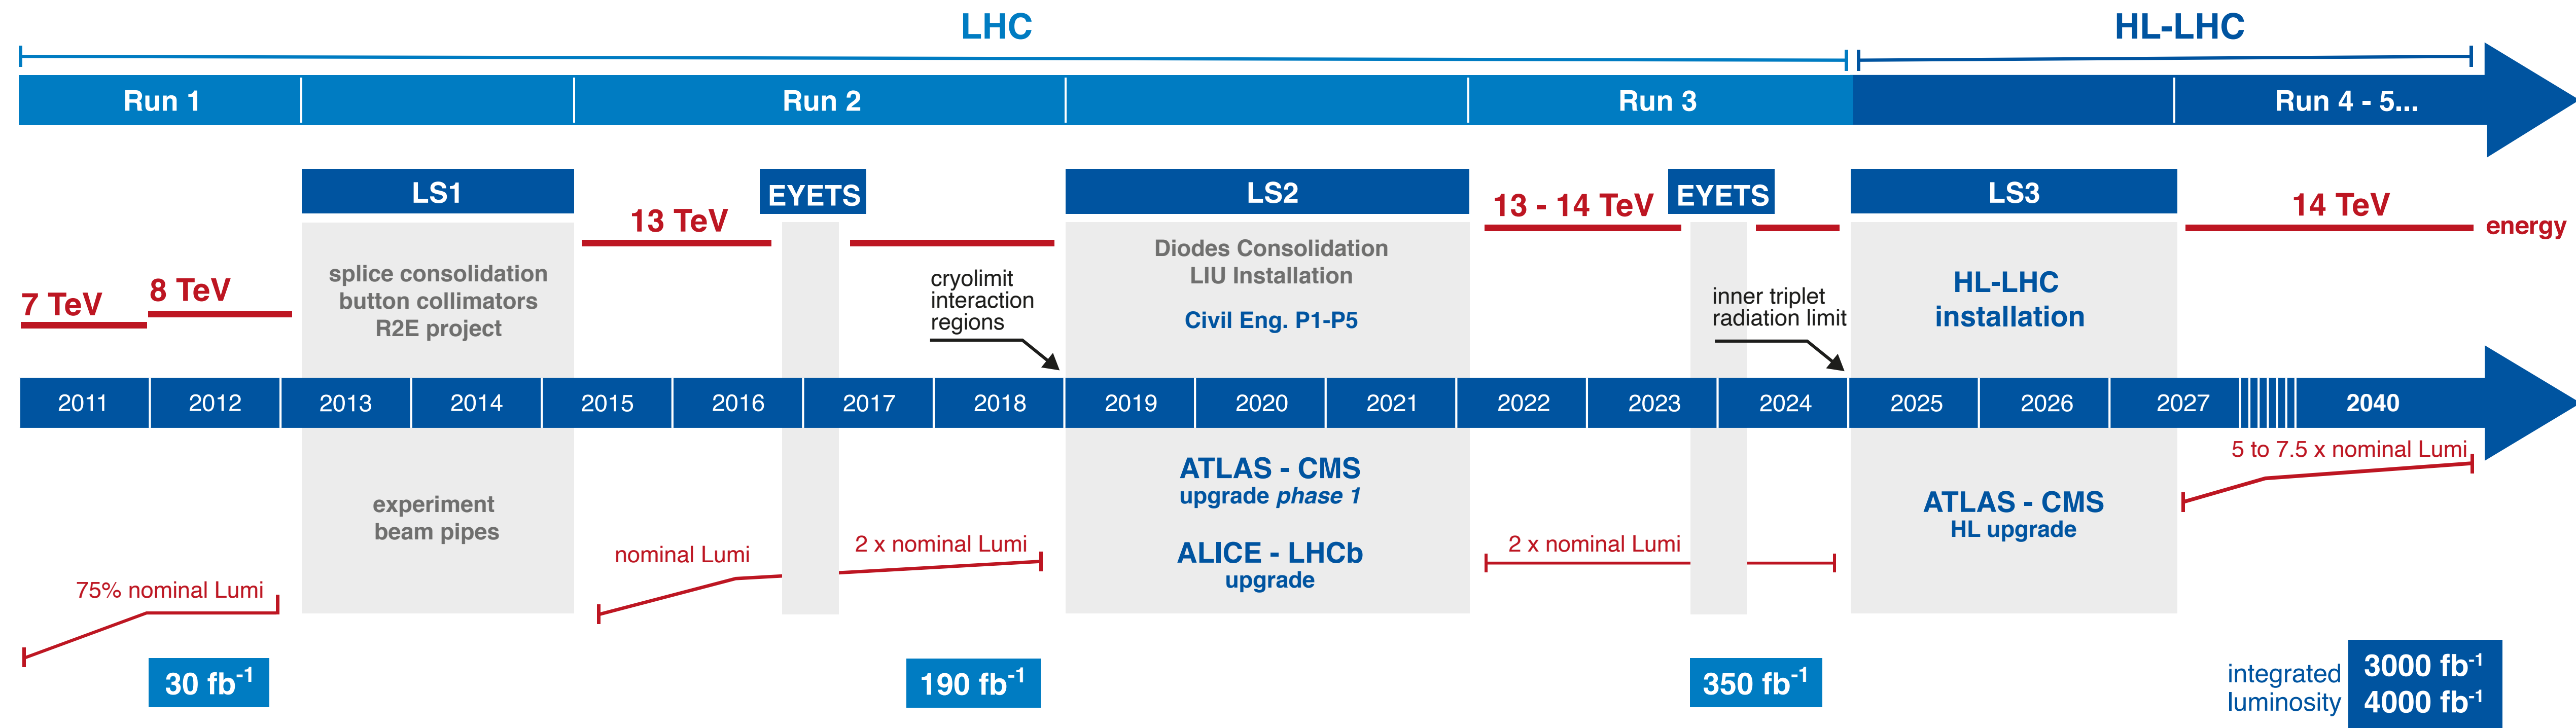 LHC
HL-LHC
Run 1
Run 2
Run 3
Run 4 - 5...
LS1
EYETS
LS2
EYETS
LS3
7 TeV
8 TeV
13 TeV
13 - 14 TeV
14 TeV
energy
splice consolidation
button collimators
R2E project
cryolimit
interaction
regions
Diodes Consolidation
LIU Installation
Civil Eng. P1-P5
inner triplet
radiation limit
HL-LHC
installation
2011
2012
2013
2014
2015
2016
2017
2018
2019
2020
2021
2022
2023
2024
2025
2026
2027
2040
75% nominal Lumi
experiment
beam pipes
nominal Lumi
2 x nominal Lumi
ATLAS - CMS
upgrade phase 1
ALICE - LHCb
upgrade
2 x nominal Lumi
ATLAS - CMS
HL upgrade
5 to 7.5 x nominal Lumi
30 fb⁻¹
190 fb⁻¹
350 fb⁻¹
integrated
luminosity
3000 fb⁻¹
4000 fb⁻¹